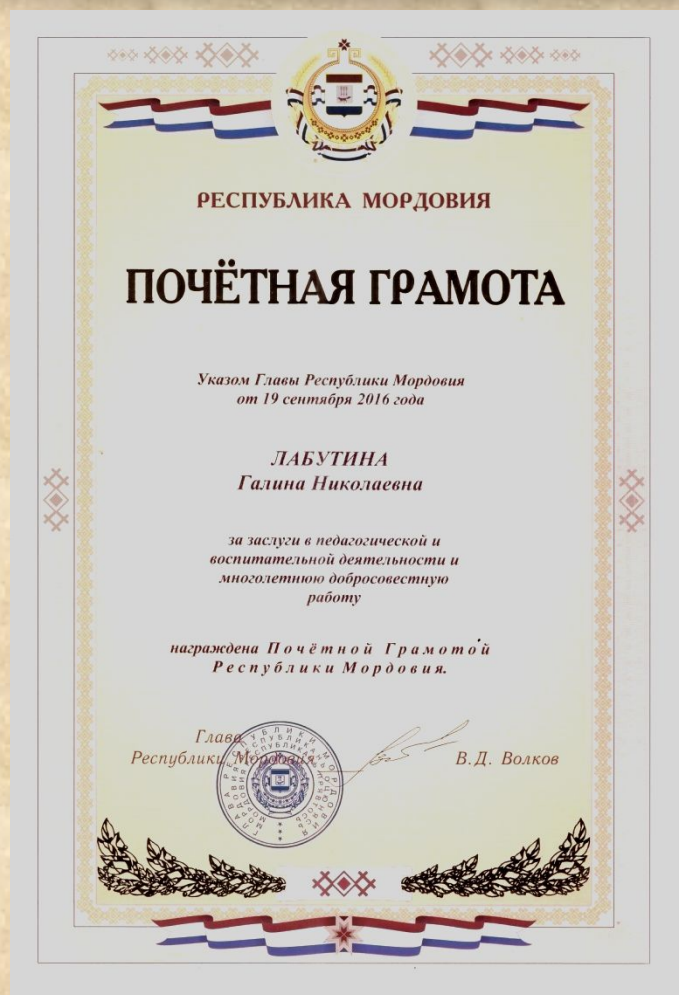 РЕСПУБЛИКА МОРДОВИЯ
ПОЧЁТНАЯ ГРАМОТА
Указом Главы Республики Мордовия
от 19 сентября 2016 года
ЛАБУТИНА
Галина Николаевна
за заслуги в педагогической и
воспитательной деятельности и
многолетнюю добросовестную
работу
награждена Почётной Грамотой
Республики Мордовия.
Глава
Республики Мордовия
В.Д. Волков